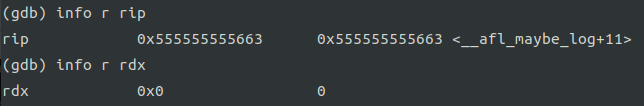 (gdb) info r rip
rip 0x555555555663 0x555555555663 <__afl_maybe_log+11>
(gdb) info r rdx
rdx 0x0 0